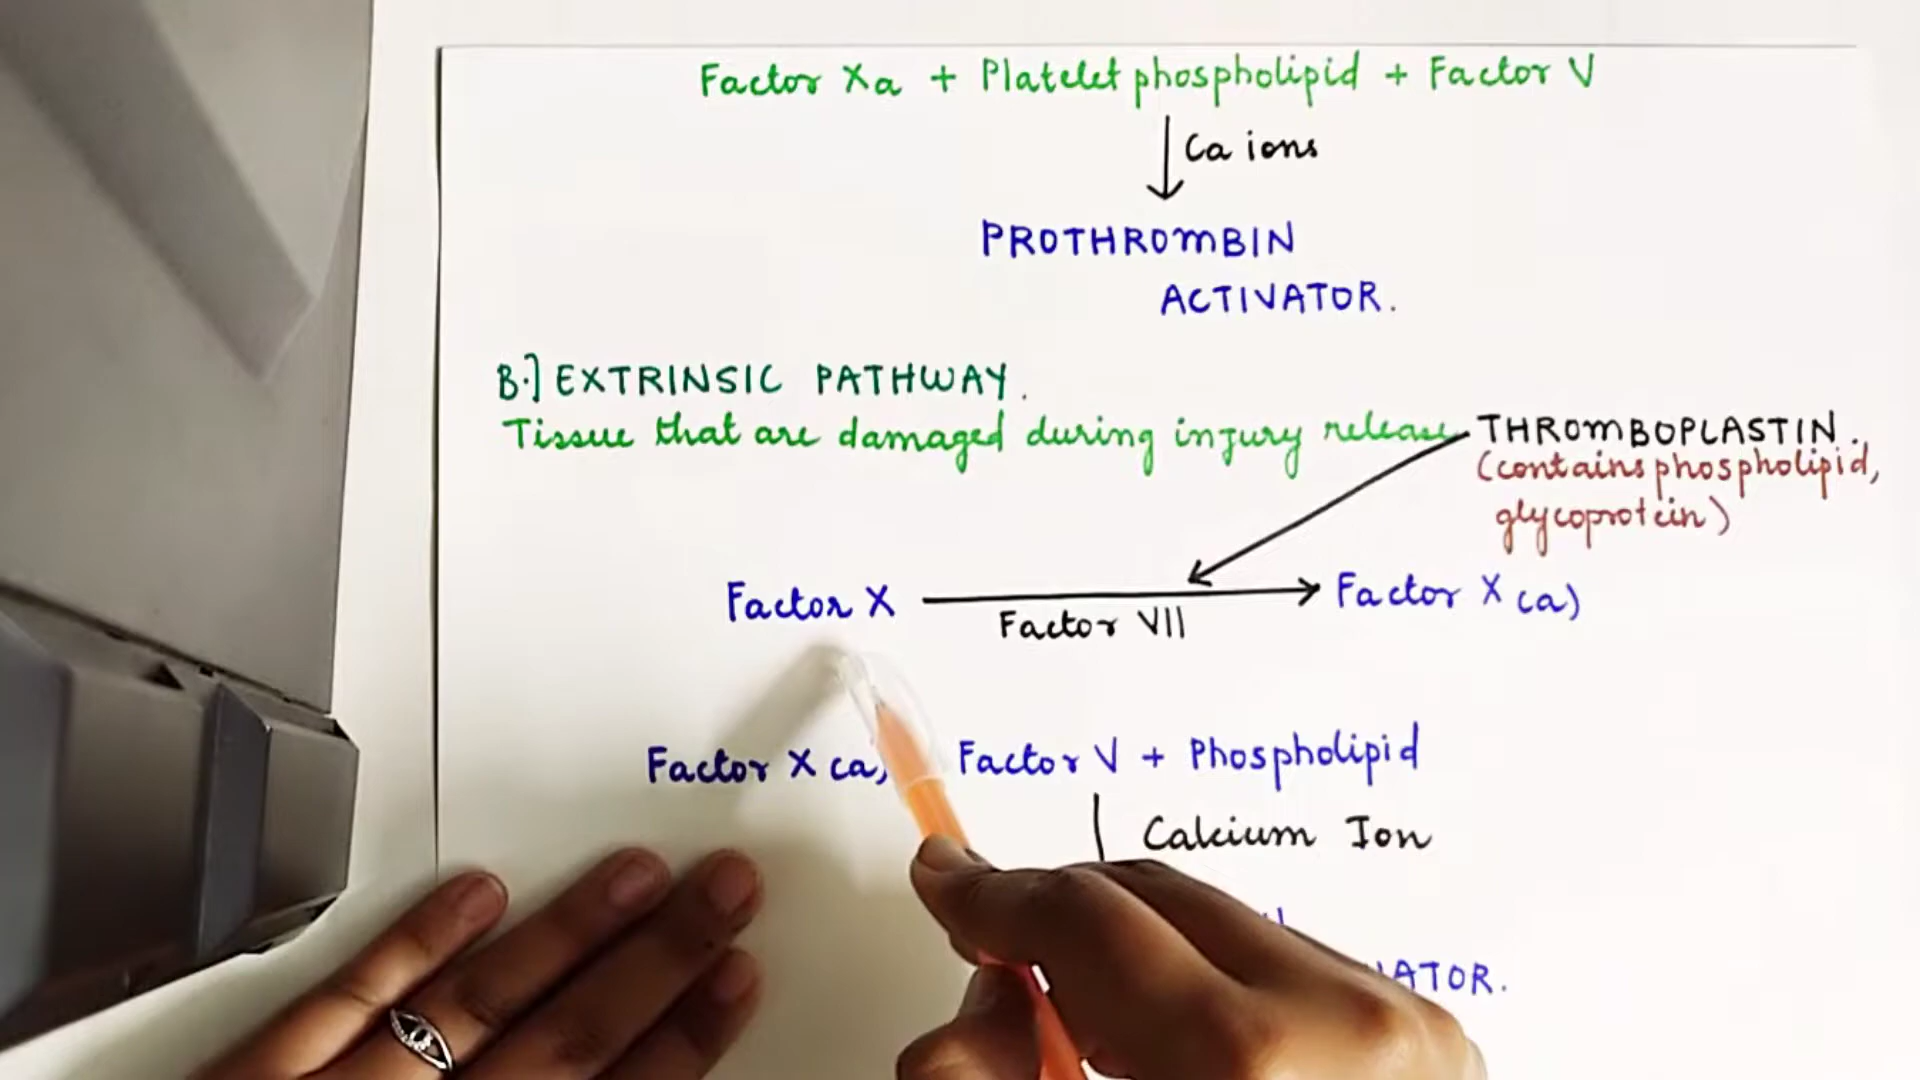 Factor Xa + Platelet phospholipid + Factor V
Ca ions
PROTHROMBIN
ACTIVATOR.
B.] EXTRINSIC PATHWAY.
Tissue that are damaged during injury release THROMBOPLASTIN.
(contains phospholipid,
glycoprotein)
Factor X
Factor VII
Factor X (a)
Factor X (a) Factor V + Phospholipid
Calcium Ion